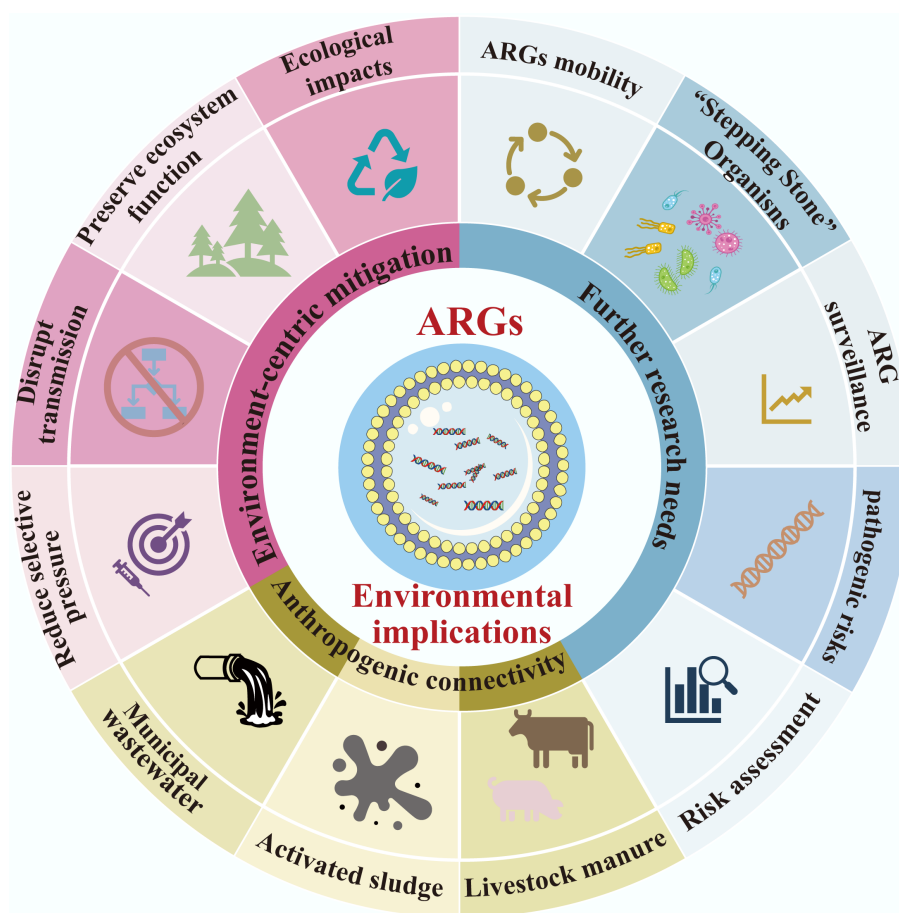 ARGs
Environmental
implications
Environment-centric mitigation
Further research needs
Anthropogenic connectivity
ARGs mobility
“Stepping Stone”
Organisns
ARG
surveillance
pathogenic risks
Risk assessment
Livestock manure
Activated sludge
Municipal
wastewater
Reduce selective
pressure
Disrupt
transmission
Preserve ecosystem
function
Ecological
impacts